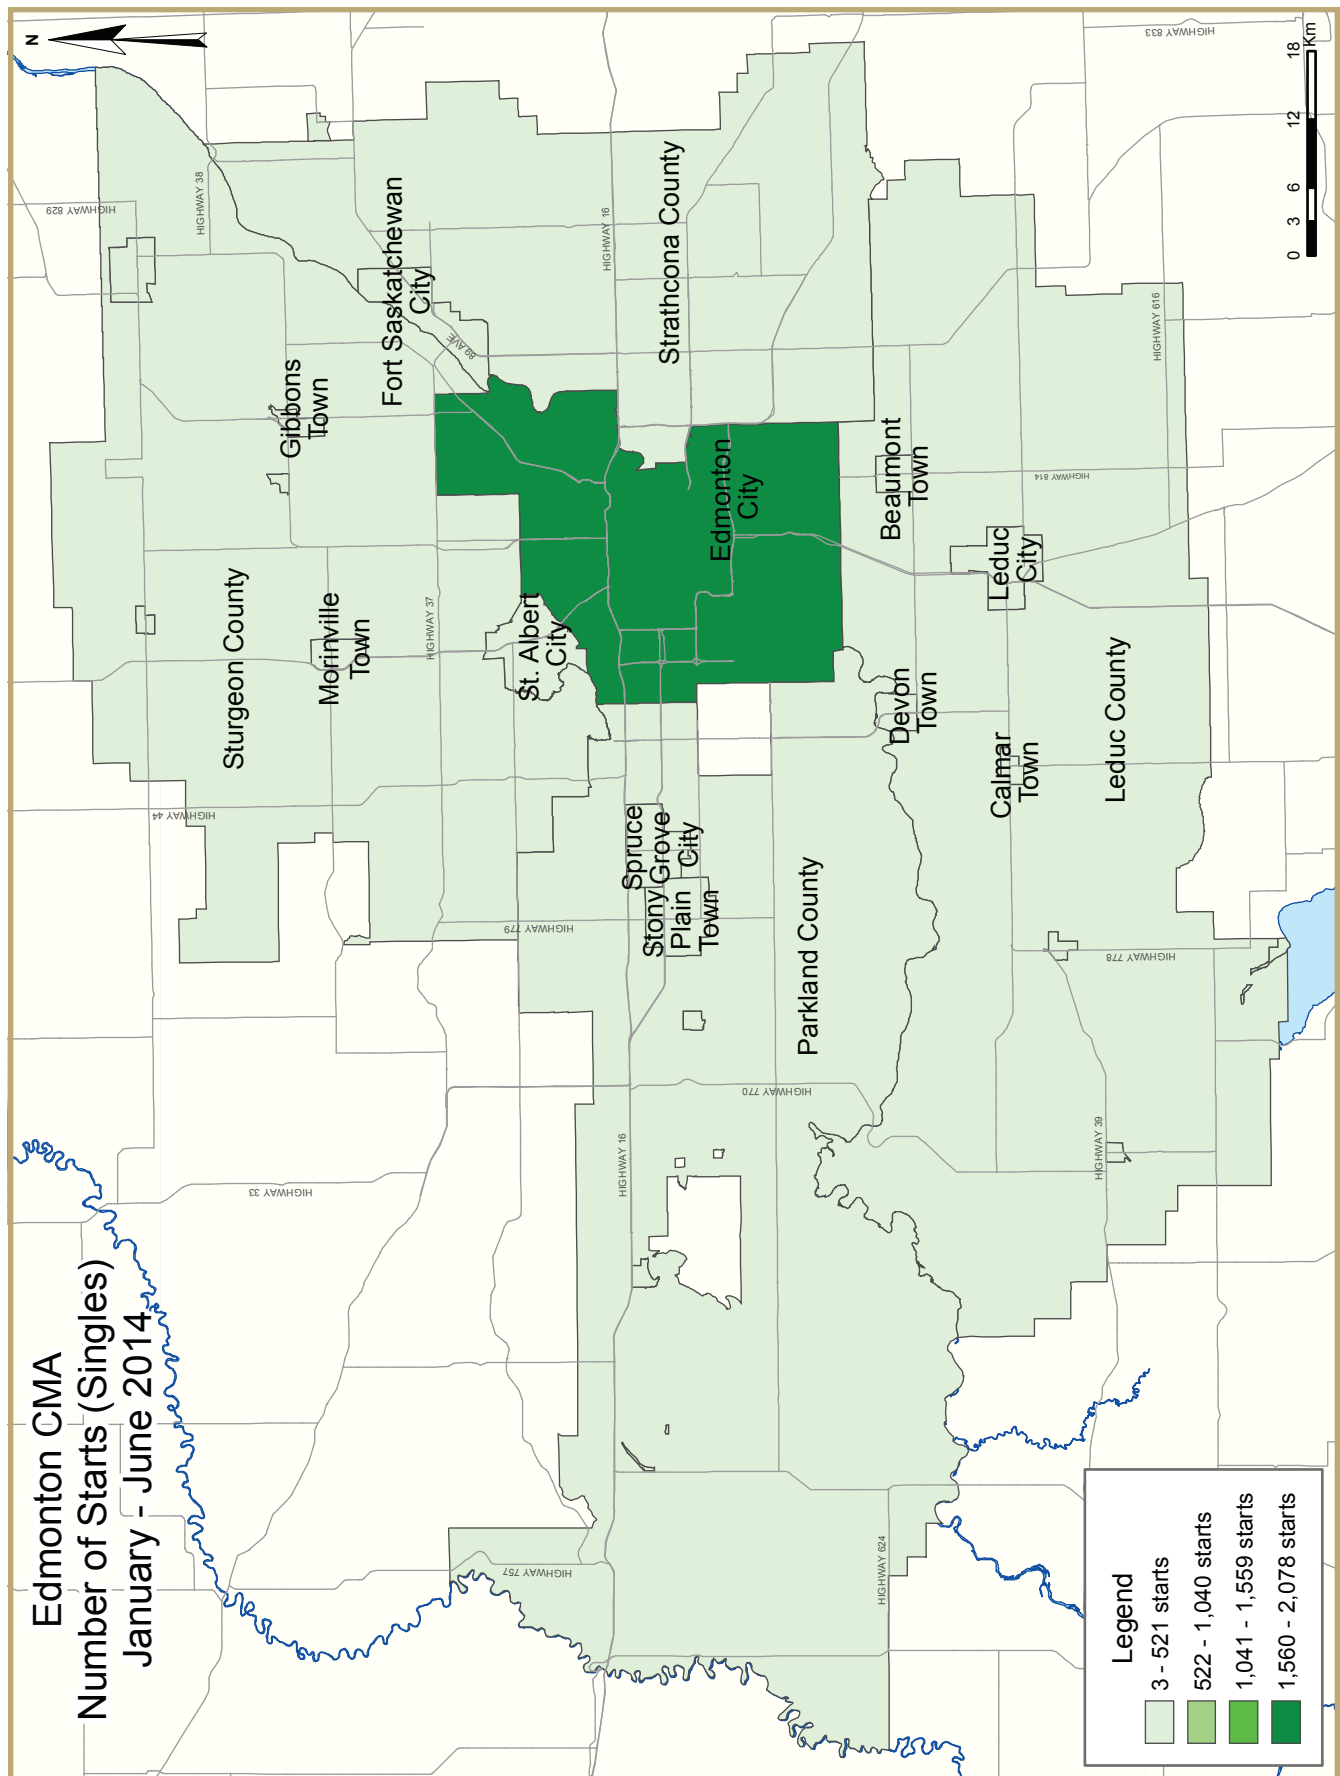 Edmonton CMA
Number of Starts (Singles)
January - June 2014
N
HIGHWAY 829
HIGHWAY 38
HIGHWAY 44
HIGHWAY 33
Sturgeon County
Gibbons
Town
Morinville
Town
Fort Saskatchewan
City
89 AVE
HIGHWAY 37
St. Albert
City
HIGHWAY 779
HIGHWAY 757
HIGHWAY 16
HIGHWAY 16
Strathcona County
Spruce
Grove
City
Stony
Plain
Town
Edmonton
City
HIGHWAY 770
Parkland County
HIGHWAY 624
Beaumont
Town
Devon
Town
Leduc
City
Calmar
Town
HIGHWAY 814
Leduc County
HIGHWAY 778
HIGHWAY 39
HIGHWAY 616
HIGHWAY 833
0 3 6 12 18
Km
Legend
3 - 521 starts
522 - 1,040 starts
1,041 - 1,559 starts
1,560 - 2,078 starts